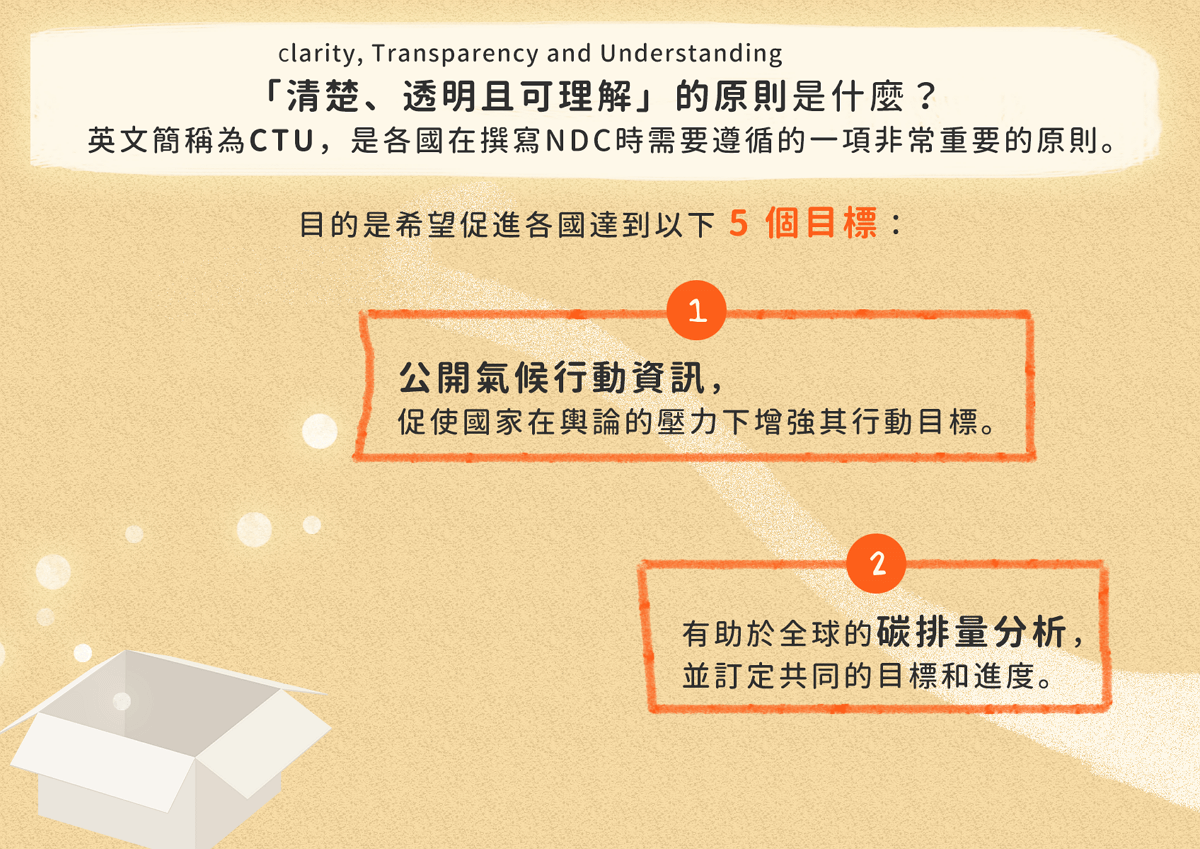 clarity, Transparency and Understanding
「清楚、透明且可理解」的原則是什麼？
英文簡稱為CTU，是各國在撰寫NDC時需要遵循的一項非常重要的原則。
目的是希望促進各國達到以下 5 個目標：
1
公開氣候行動資訊，
促使國家在輿論的壓力下增強其行動目標。
2
有助於全球的碳排量分析，
並訂定共同的目標和進度。